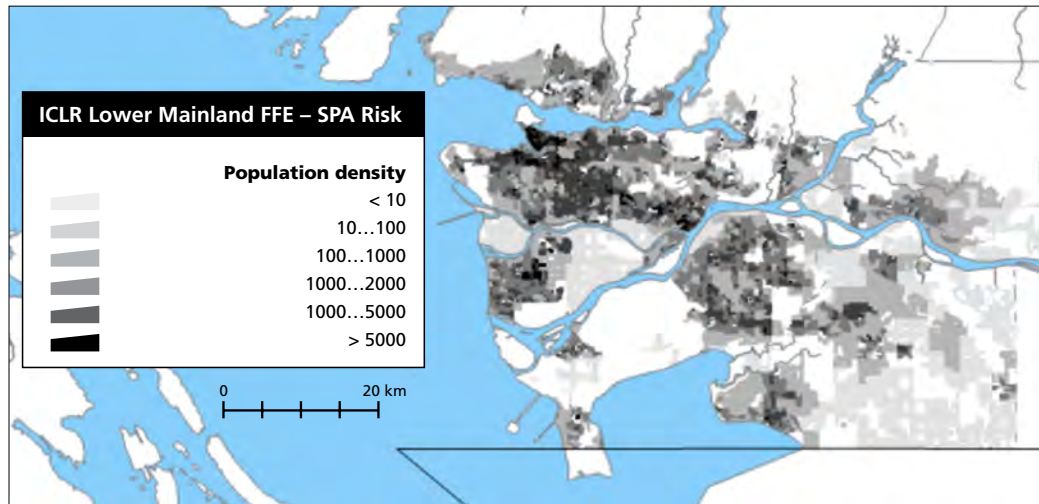 ICLR Lower Mainland FFE – SPA Risk
Population density
< 10
10...100
100...1000
1000...2000
1000...5000
> 5000
0 20 km